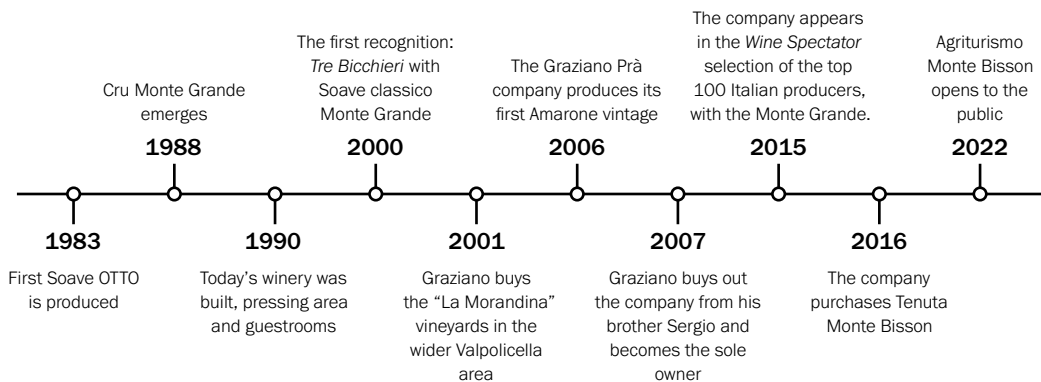 First Soave OTTO
is produced
1983
Cru Monte Grande
emerges
1988
1990
Today's winery was
built, pressing area
and guestrooms
The first recognition:
Tre Bicchieri with
Soave classico
Monte Grande
2000
2001
Graziano buys
the “La Morandina”
vineyards in the
wider Valpolicella
area
The Graziano Prà
company produces its
first Amarone vintage
2006
2007
Graziano buys out
the company from his
brother Sergio and
becomes the sole
owner
The company appears
in the Wine Spectator
selection of the top
100 Italian producers,
with the Monte Grande.
2015
2016
The company
purchases Tenuta
Monte Bisson
Agriturismo
Monte Bisson
opens to the
public
2022